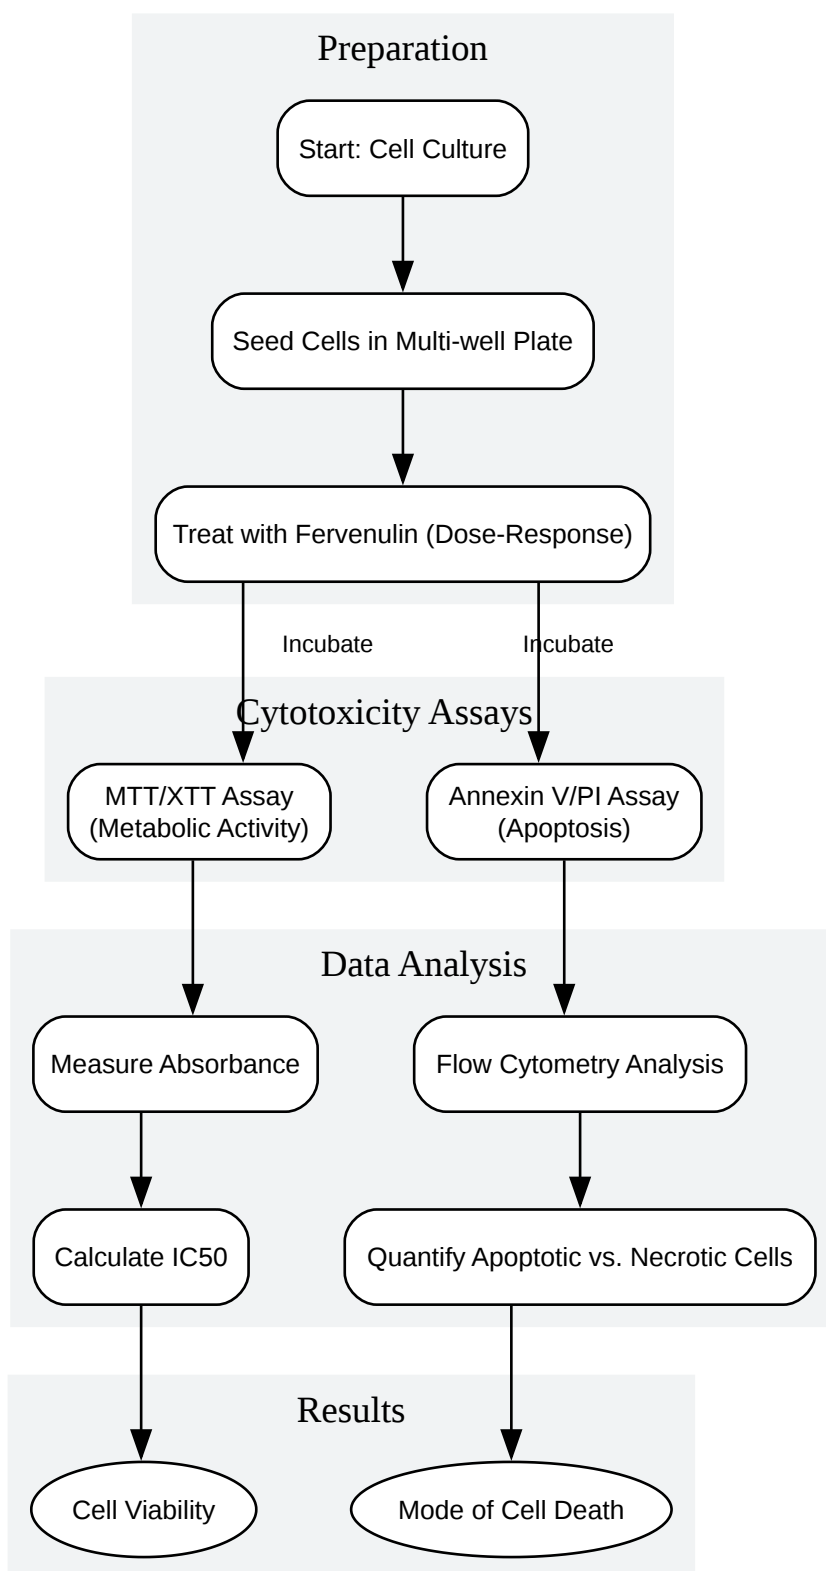 Preparation
Start: Cell Culture
Seed Cells in Multi-well Plate
Treat with Fervenulin (Dose-Response)
Incubate
Incubate
Cytotoxicity Assays
MTT/XTT Assay
(Metabolic Activity)
Annexin V/PI Assay
(Apoptosis)
Data Analysis
Measure Absorbance
Flow Cytometry Analysis
Calculate IC50
Quantify Apoptotic vs. Necrotic Cells
Results
Cell Viability
Mode of Cell Death